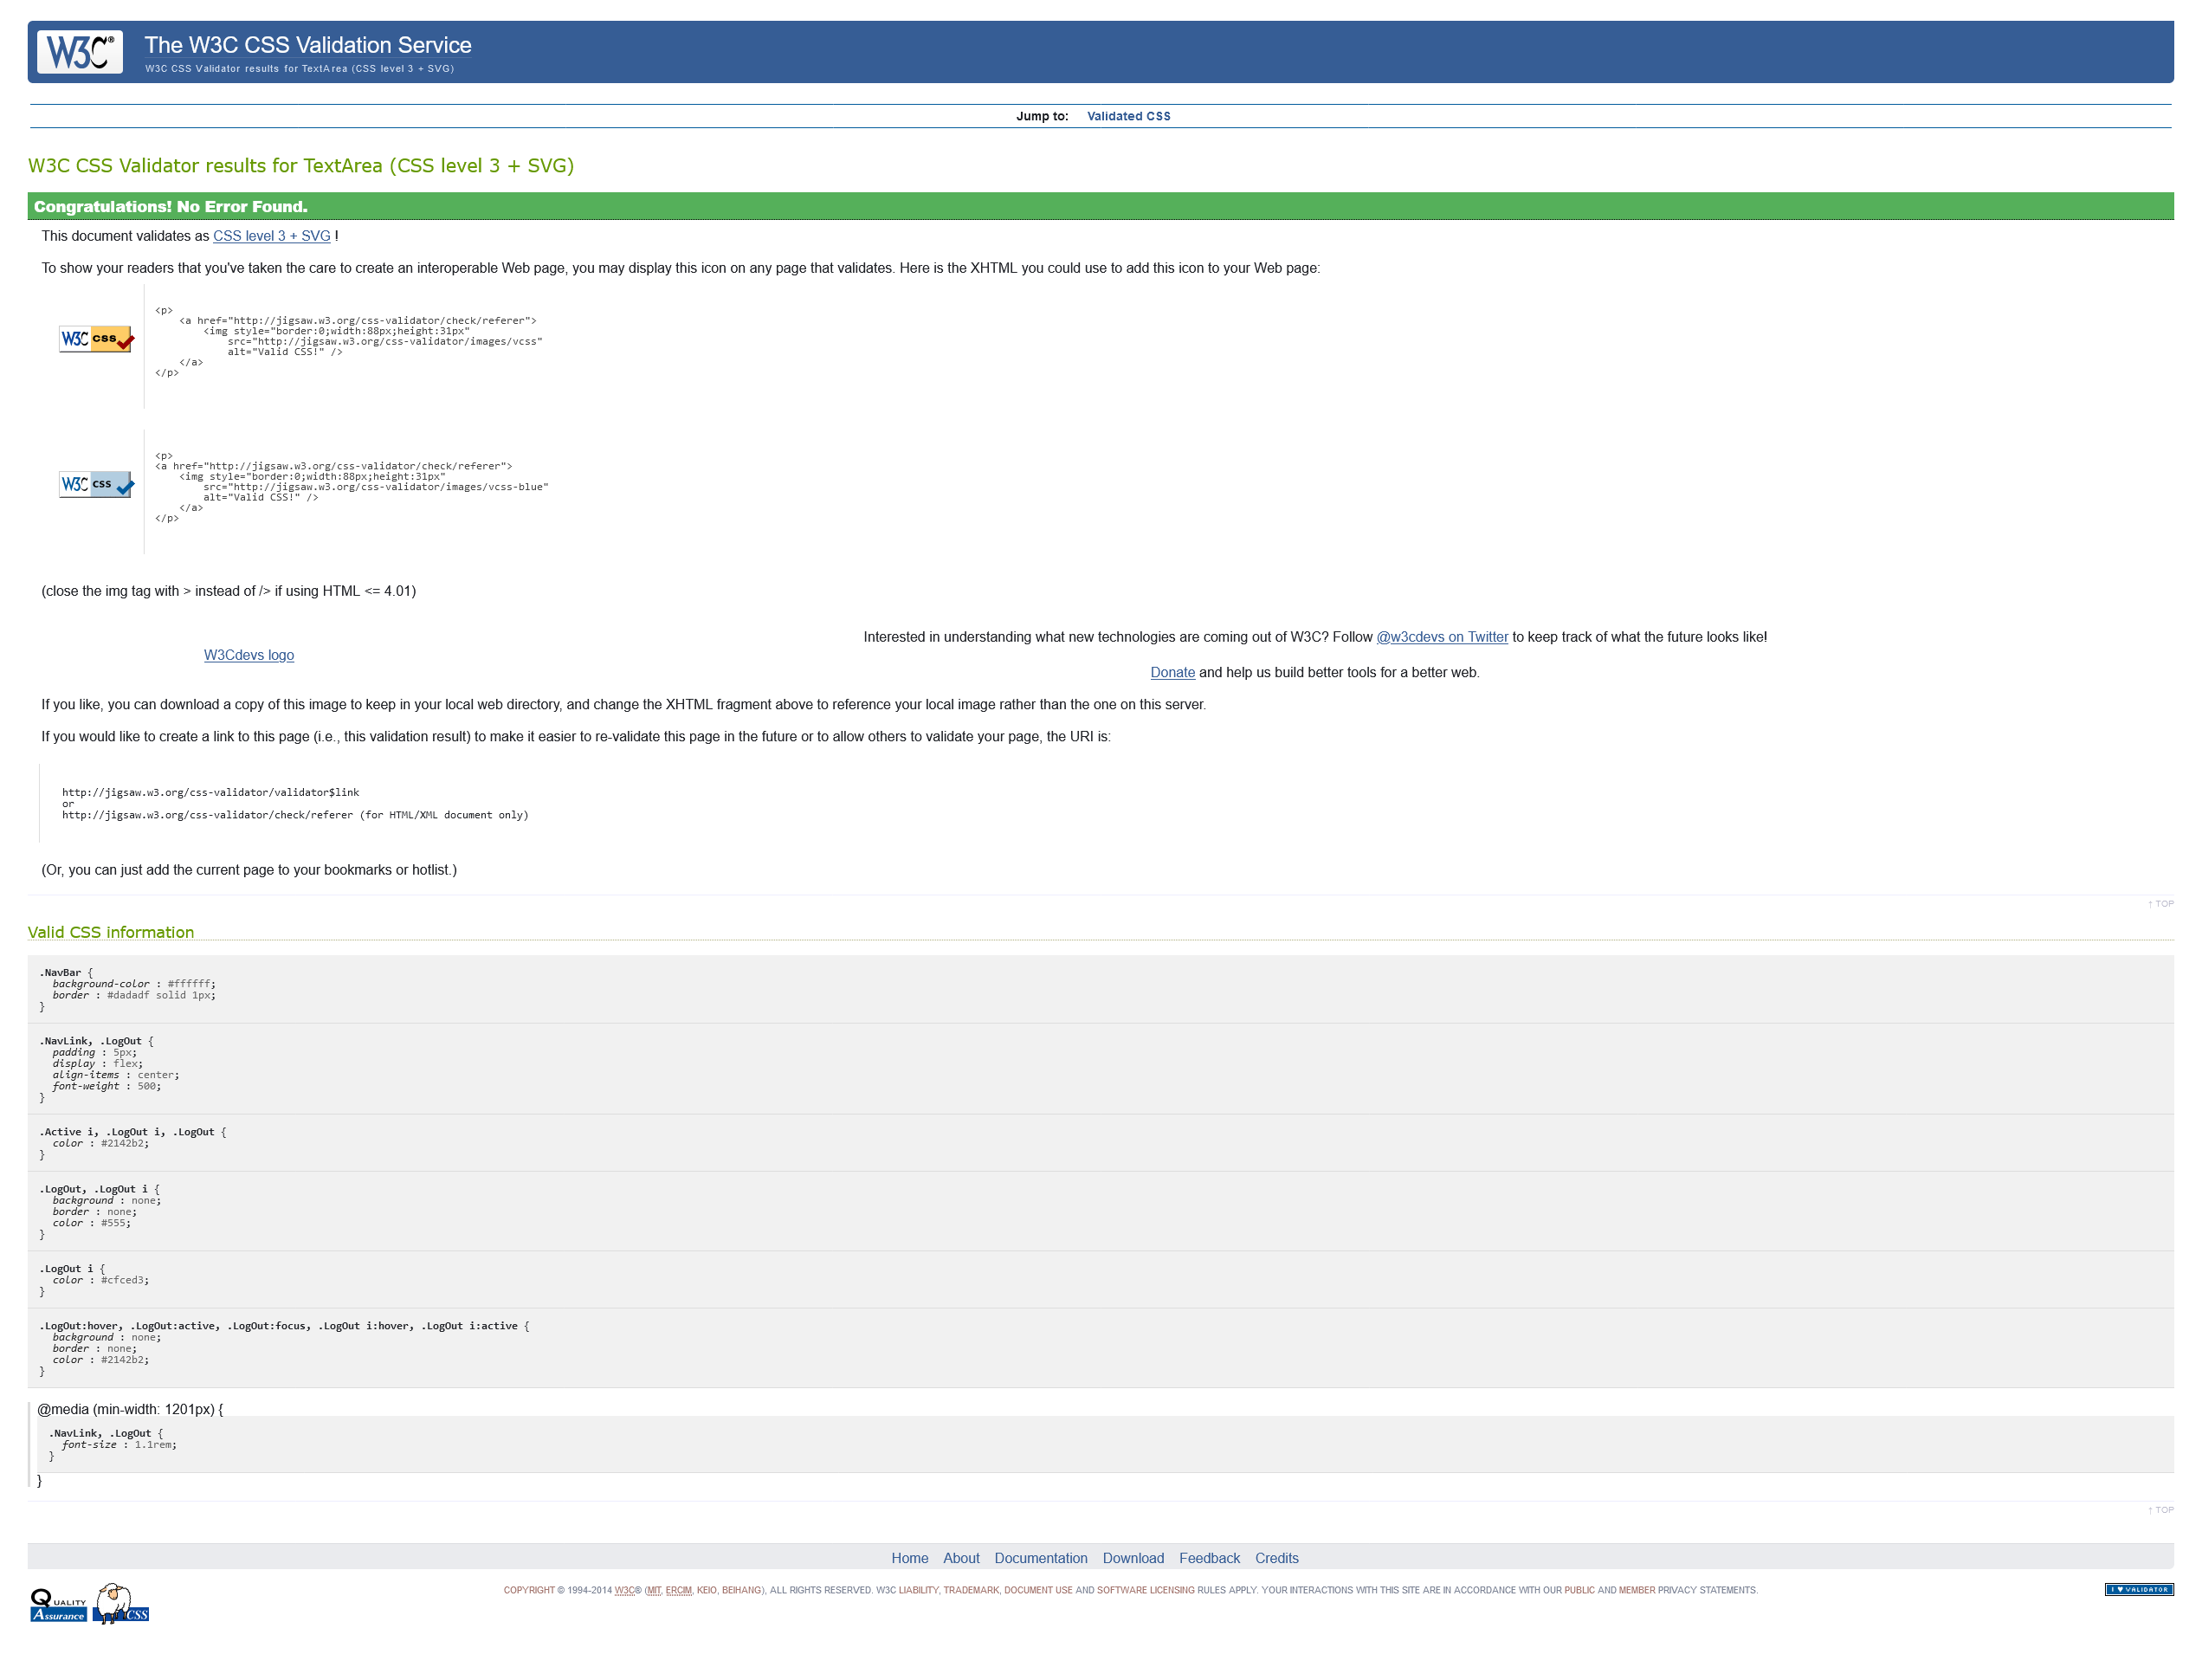 W3C®
The W3C CSS Validation Service
W3C CSS Validator results for TextArea (CSS level 3 + SVG)
Jump to: Validated CSS
W3C CSS Validator results for TextArea (CSS level 3 + SVG)
Congratulations! No Error Found.
This document validates as CSS level 3 + SVG !
To show your readers that you've taken the care to create an interoperable Web page, you may display this icon on any page that validates. Here is the XHTML you could use to add this icon to your Web page:
W3C css
<p>
<a href="http://jigsaw.w3.org/css-validator/check/referer">
<img style="border:0;width:88px;height:31px"
src="http://jigsaw.w3.org/css-validator/images/vcss"
alt="Valid CSS!" />
</a>
</p>
W3C css
<p>
<a href="http://jigsaw.w3.org/css-validator/check/referer">
<img style="border:0;width:88px;height:31px"
src="http://jigsaw.w3.org/css-validator/images/vcss-blue"
alt="Valid CSS!" />
</a>
</p>
(close the img tag with > instead of /> if using HTML <= 4.01)
Interested in understanding what new technologies are coming out of W3C? Follow @w3cdevs on Twitter to keep track of what the future looks like!
W3Cdevs logo
Donate and help us build better tools for a better web.
If you like, you can download a copy of this image to keep in your local web directory, and change the XHTML fragment above to reference your local image rather than the one on this server.
If you would like to create a link to this page (i.e., this validation result) to make it easier to re-validate this page in the future or to allow others to validate your page, the URI is:
http://jigsaw.w3.org/css-validator/validator$link
or
http://jigsaw.w3.org/css-validator/check/referer (for HTML/XML document only)
(Or, you can just add the current page to your bookmarks or hotlist.)
↑ TOP
Valid CSS information
.NavBar {
background-color : #ffffff;
border : #dadadf solid 1px;
}
.NavLink, .LogOut {
padding : 5px;
display : flex;
align-items : center;
font-weight : 500;
}
.Active i, .LogOut i, .LogOut {
color : #2142b2;
}
.LogOut, .LogOut i {
background : none;
border : none;
color : #555;
}
.LogOut i {
color : #cfced3;
}
.LogOut:hover, .LogOut:active, .LogOut:focus, .LogOut i:hover, .LogOut i:active {
background : none;
border : none;
color : #2142b2;
}
@media (min-width: 1201px) {
.NavLink, .LogOut {
font-size : 1.1rem;
}
}
↑ TOP
Home About Documentation Download Feedback Credits
Quality Assurance
CSS
COPYRIGHT © 1994-2014 W3C® (MIT, ERCIM, KEIO, BEIHANG), ALL RIGHTS RESERVED. W3C LIABILITY, TRADEMARK, DOCUMENT USE AND SOFTWARE LICENSING RULES APPLY. YOUR INTERACTIONS WITH THIS SITE ARE IN ACCORDANCE WITH OUR PUBLIC AND MEMBER PRIVACY STATEMENTS.
I ♥ VALIDATOR